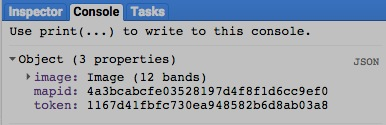 Inspector Console Tasks
Use print(...) to write to this console.
Object (3 properties) JSON
image: Image (12 bands)
mapid: 4a3bcabcfe03528197d4f8f1d6cc9ef0
token: 1167d41fbfc730ea948582b6d8ab03a8